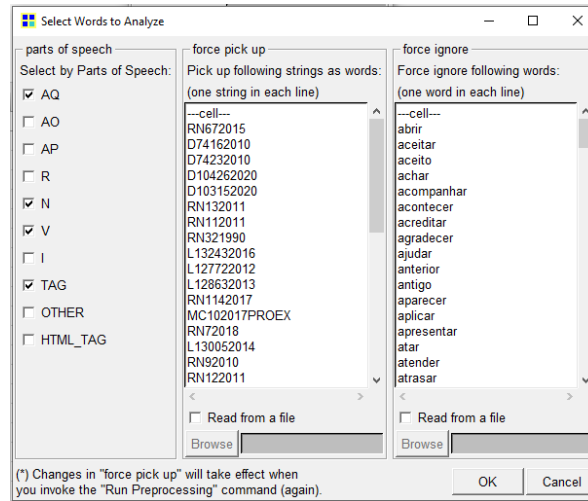 Select Words to Analyze
parts of speech
Select by Parts of Speech:
AQ
AO
AP
R
N
V
I
TAG
OTHER
HTML_TAG
force pick up
Pick up following strings as words:
(one string in each line)
---cell---
RN672015
D74162010
D74232010
D104262020
D103152020
RN132011
RN112011
RN321990
L132432016
L127722012
L128632013
RN1142017
MC102017PROEX
RN72018
L130052014
RN92010
RN122011
Read from a file
Browse
force ignore
Force ignore following words:
(one word in each line)
---cell---
abrir
aceitar
aceito
achar
acompanhar
acontecer
acreditar
agradecer
ajudar
anterior
antigo
aparecer
aplicar
apresentar
atar
atender
atrasar
Read from a file
Browse
(*) Changes in "force pick up" will take effect when
you invoke the "Run Preprocessing" command (again).
OK
Cancel